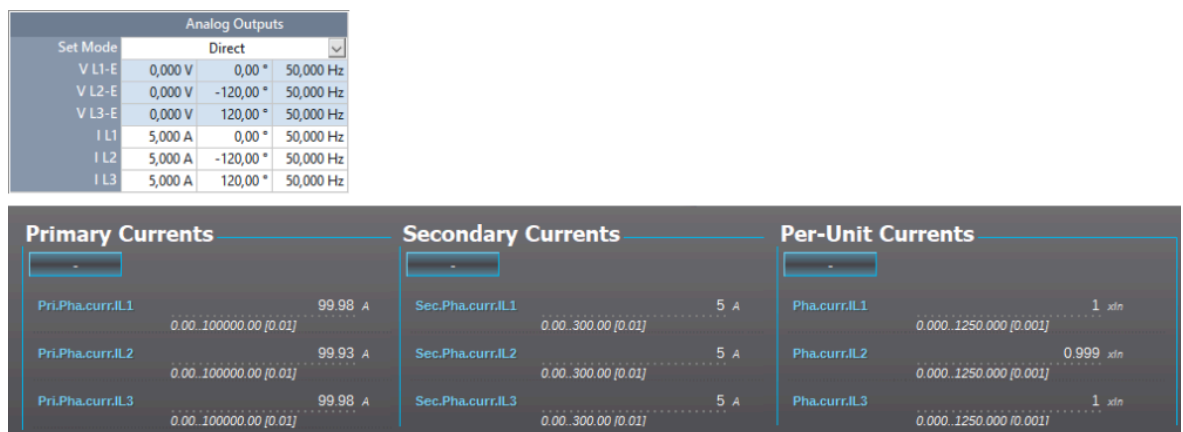 Analog Outputs
Set Mode Direct
V L1-E 0,000 V 0,00 ° 50,000 Hz
V L2-E 0,000 V -120,00 ° 50,000 Hz
V L3-E 0,000 V 120,00 ° 50,000 Hz
I L1 5,000 A 0,00 ° 50,000 Hz
I L2 5,000 A -120,00 ° 50,000 Hz
I L3 5,000 A 120,00 ° 50,000 Hz
Primary Currents Secondary Currents Per-Unit Currents
- - -
Pri.Pha.curr.IL1 99.98 A Sec.Pha.curr.IL1 5 A Pha.curr.IL1 1 xIn
0.00..100000.00 [0.01] 0.00..300.00 [0.01] 0.000..1250.000 [0.001]
Pri.Pha.curr.IL2 99.93 A Sec.Pha.curr.IL2 5 A Pha.curr.IL2 0.999 xIn
0.00..100000.00 [0.01] 0.00..300.00 [0.01] 0.000..1250.000 [0.001]
Pri.Pha.curr.IL3 99.98 A Sec.Pha.curr.IL3 5 A Pha.curr.IL3 1 xIn
0.00..100000.00 [0.01] 0.00..300.00 [0.01] 0.000..1250.000 [0.001]